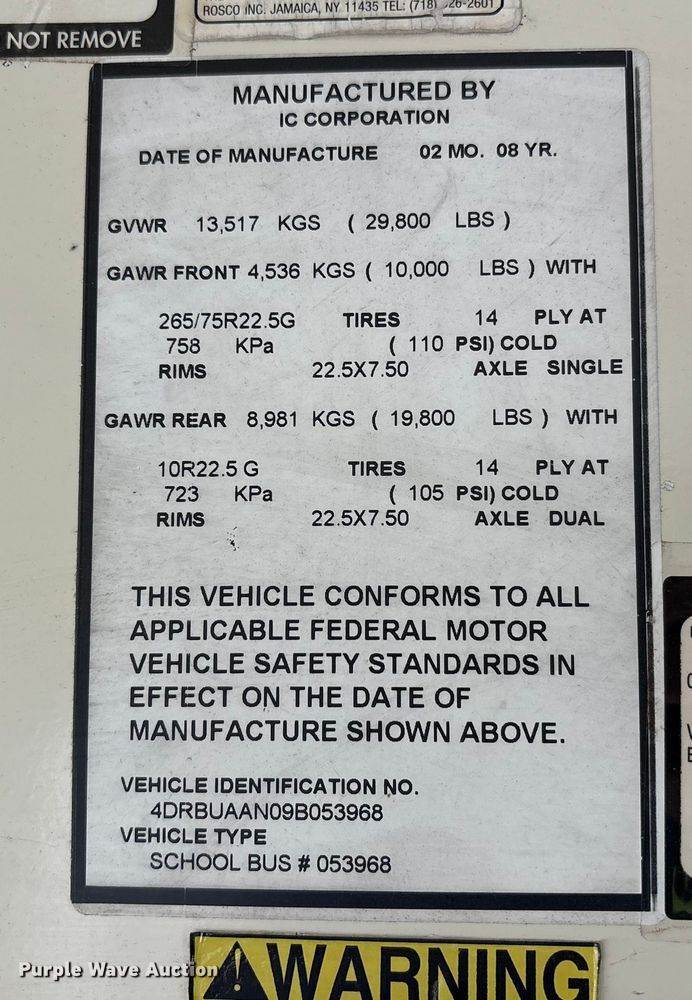 ROSCO INC. JAMAICA, NY 11435 TEL: (718) 26-2601
NOT REMOVE
MANUFACTURED BY
IC CORPORATION
DATE OF MANUFACTURE 02 MO. 08 YR.
GVWR 13,517 KGS ( 29,800 LBS )
GAWR FRONT 4,536 KGS ( 10,000 LBS ) WITH
265/75R22.5G TIRES 14 PLY AT
758 KPa ( 110 PSI) COLD
RIMS 22.5X7.50 AXLE SINGLE
GAWR REAR 8,981 KGS ( 19,800 LBS ) WITH
10R22.5 G TIRES 14 PLY AT
723 KPa ( 105 PSI) COLD
RIMS 22.5X7.50 AXLE DUAL
THIS VEHICLE CONFORMS TO ALL
APPLICABLE FEDERAL MOTOR
VEHICLE SAFETY STANDARDS IN
EFFECT ON THE DATE OF
MANUFACTURE SHOWN ABOVE.
VEHICLE IDENTIFICATION NO.
4DRBUAAN09B053968
VEHICLE TYPE
SCHOOL BUS # 053968
WARNING
Purple Wave Auction